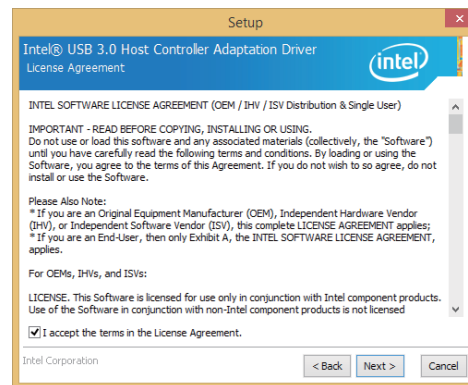 Setup
Intel® USB 3.0 Host Controller Adaptation Driver
License Agreement
intel
INTEL SOFTWARE LICENSE AGREEMENT (OEM / IHV / ISV Distribution & Single User)
IMPORTANT - READ BEFORE COPYING, INSTALLING OR USING.
Do not use or load this software and any associated materials (collectively, the "Software")
until you have carefully read the following terms and conditions. By loading or using the
Software, you agree to the terms of this Agreement. If you do not wish to so agree, do not
install or use the Software.
Please Also Note:
* If you are an Original Equipment Manufacturer (OEM), Independent Hardware Vendor
(IHV), or Independent Software Vendor (ISV), this complete LICENSE AGREEMENT applies;
* If you are an End-User, then only Exhibit A, the INTEL SOFTWARE LICENSE AGREEMENT,
applies.
For OEMs, IHVs, and ISVs:
LICENSE. This Software is licensed for use only in conjunction with Intel component products.
Use of the Software in conjunction with non-Intel component products is not licensed
I accept the terms in the License Agreement.
Intel Corporation
< Back
Next >
Cancel